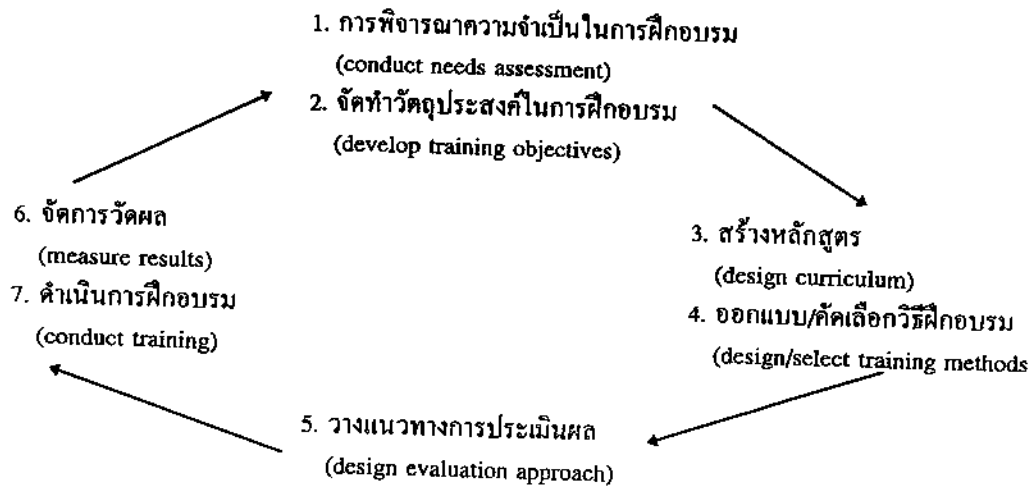 1. การพิจารณาความจำเป็นในการฝึกอบรม
(conduct needs assessment)
2. จัดทำวัตถุประสงค์ในการฝึกอบรม
(develop training objectives)
3. สร้างหลักสูตร
(design curriculum)
4. ออกแบบ/คัดเลือกวิธีฝึกอบรม
(design/select training methods
5. วางแนวทางการประเมินผล
(design evaluation approach)
6. จัดการวัดผล
(measure results)
7. ดำเนินการฝึกอบรม
(conduct training)